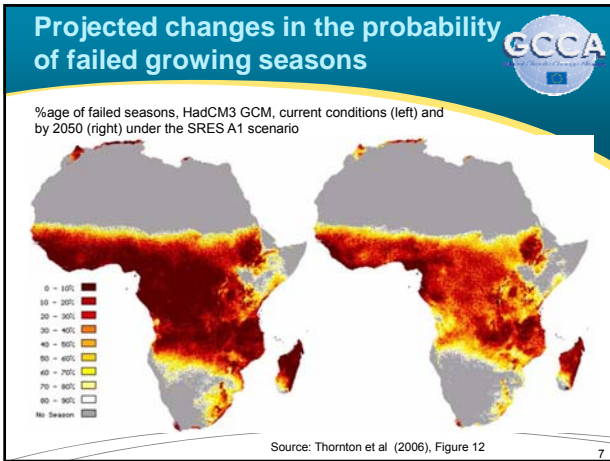 Projected changes in the probability
of failed growing seasons
GCCA
%age of failed seasons, HadCM3 GCM, current conditions (left) and
by 2050 (right) under the SRES A1 scenario
0 - 10%
10 - 20%
20 - 30%
30 - 40%
40 - 50%
50 - 60%
60 - 70%
70 - 80%
80 - 90%
No Season
Source: Thornton et al (2006), Figure 12
7